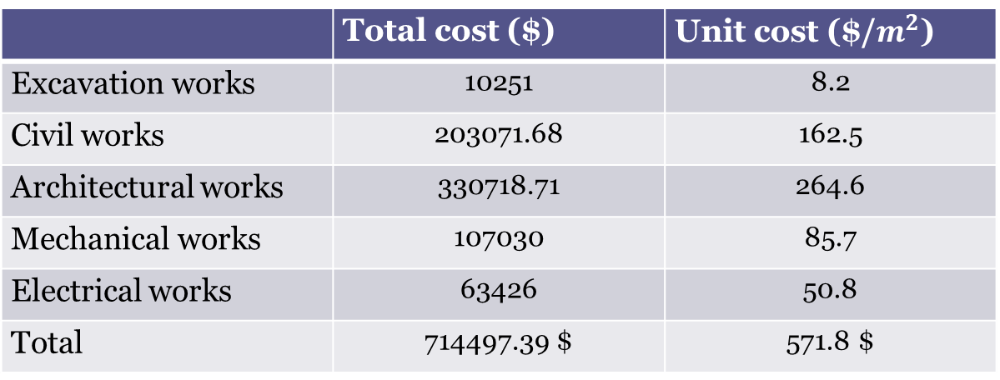 Total cost ($) Unit cost ($/m²)
Excavation works 10251 8.2
Civil works 203071.68 162.5
Architectural works 330718.71 264.6
Mechanical works 107030 85.7
Electrical works 63426 50.8
Total 714497.39 $ 571.8 $